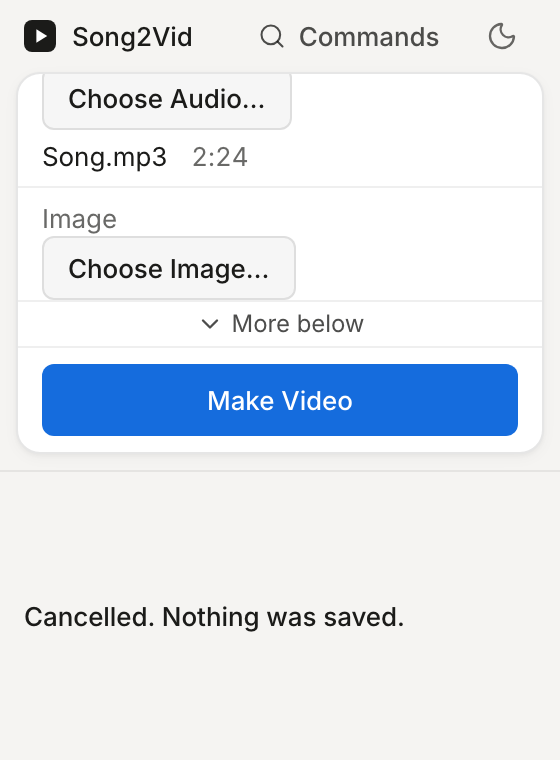 Song2Vid
Commands
Choose Audio...
Song.mp3 2:24
Image
Choose Image...
More below
Make Video
Cancelled. Nothing was saved.